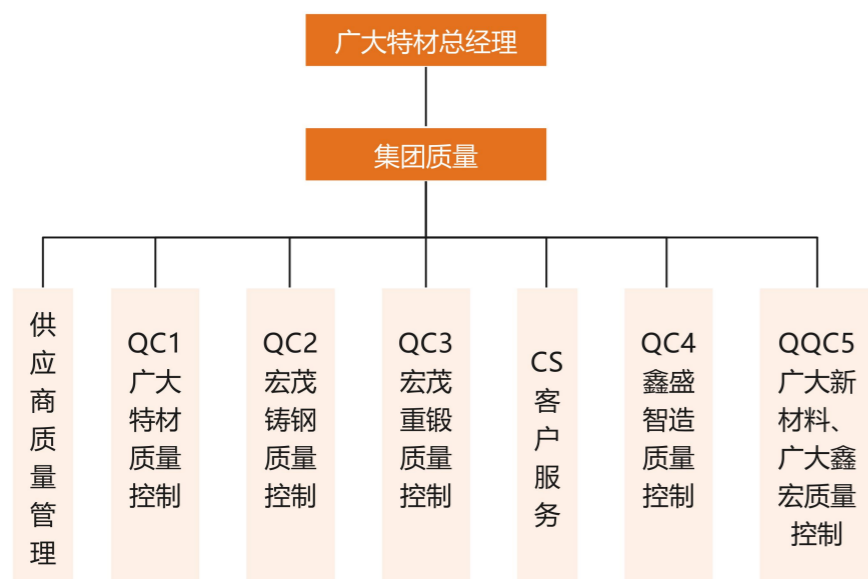 广大特材总经理
集团质量
供
应
商
质
量
管
理
QC1
广大
特材
质量
控制
QC2
宏茂
铸钢
质量
控制
QC3
宏茂
重锻
质量
控制
CS
客
户
服
务
QC4
鑫盛
智造
质量
控制
QQC5
广大新
材料、
广大鑫
宏质量
控制